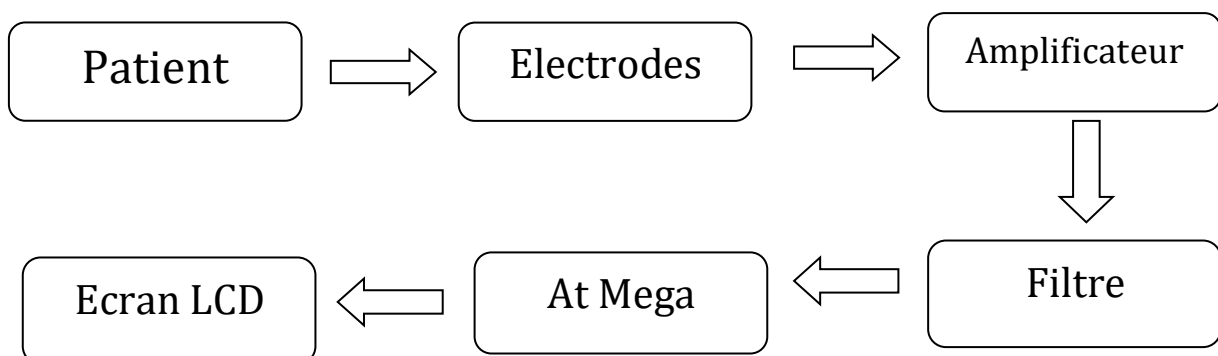 Patient
Electrodes
Amplificateur
Filtre
At Mega
Ecran LCD